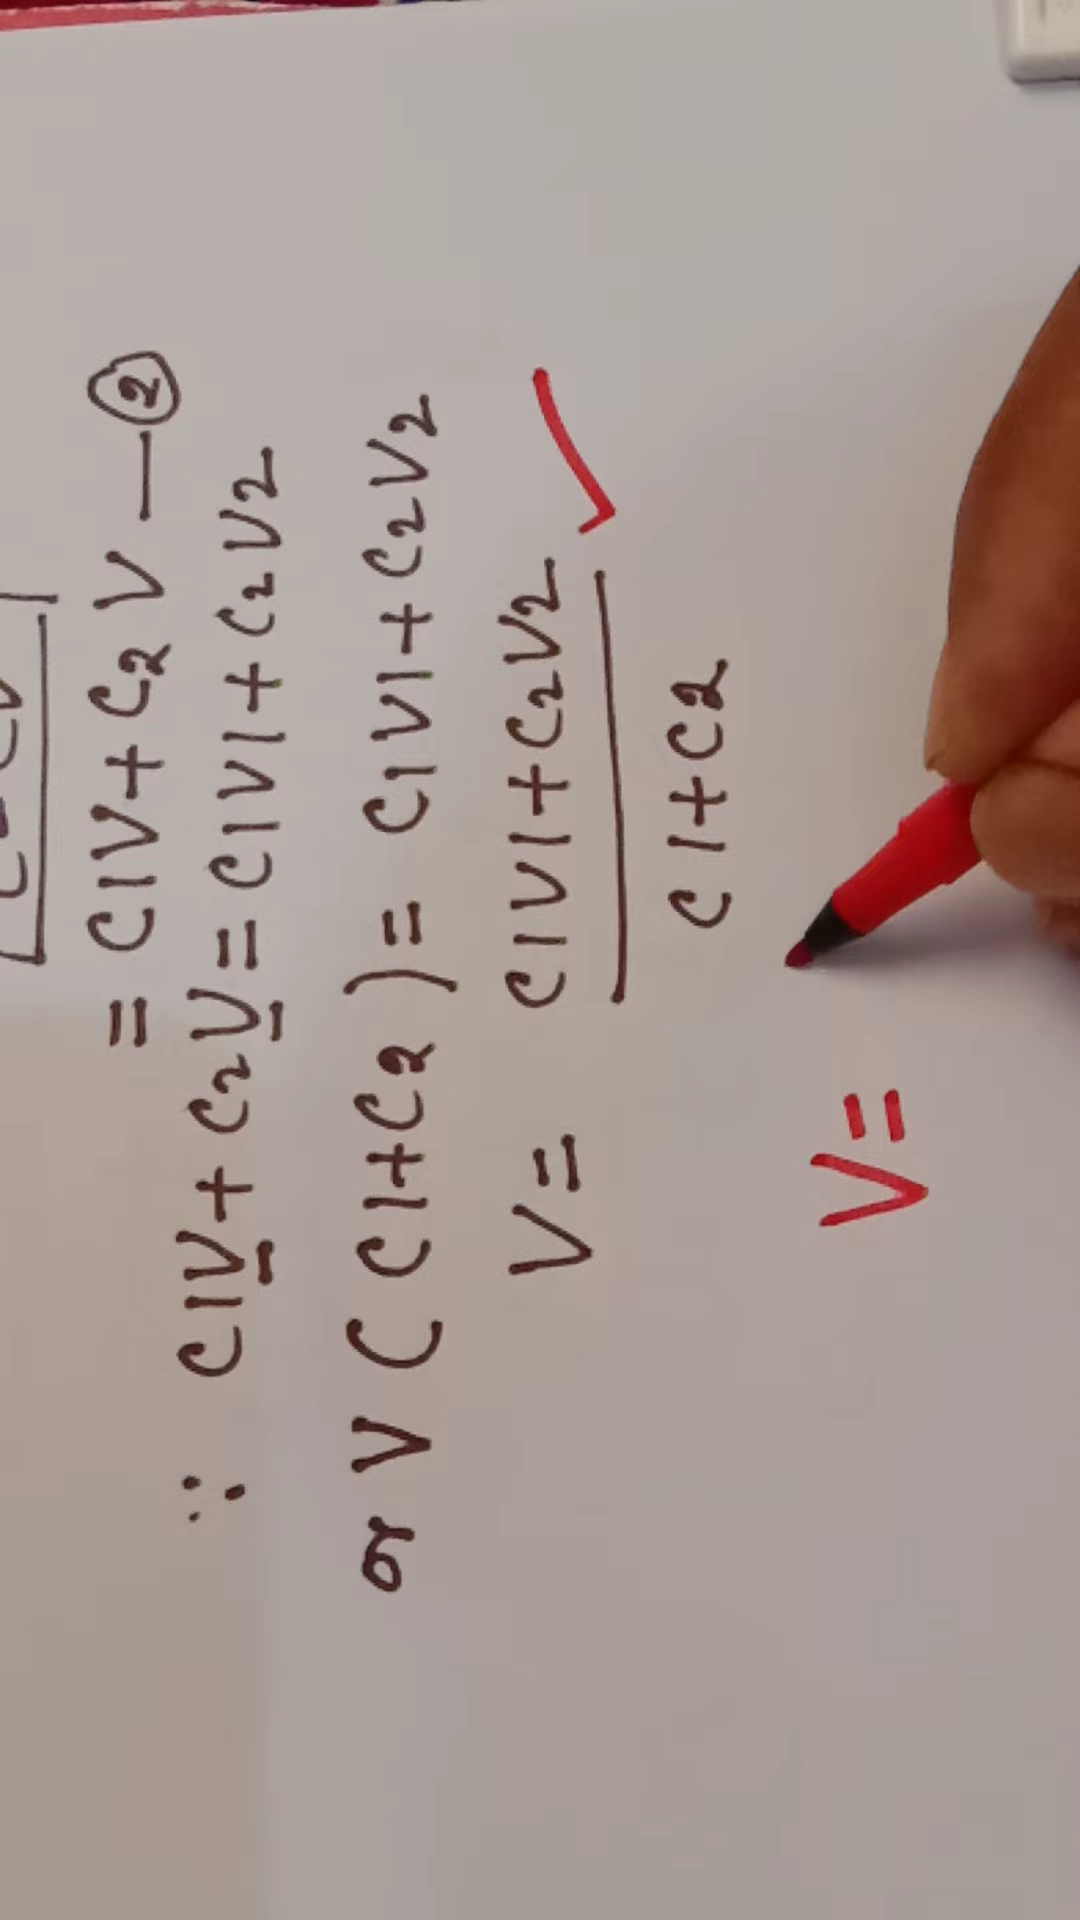 = C1V + C2V — ②
∵ C1V + C2V = C1V1 + C2V2
or V ( C1+C2 ) = C1V1 + C2V2
V = C1V1 + C2V2 ✓
C1+C2
V =